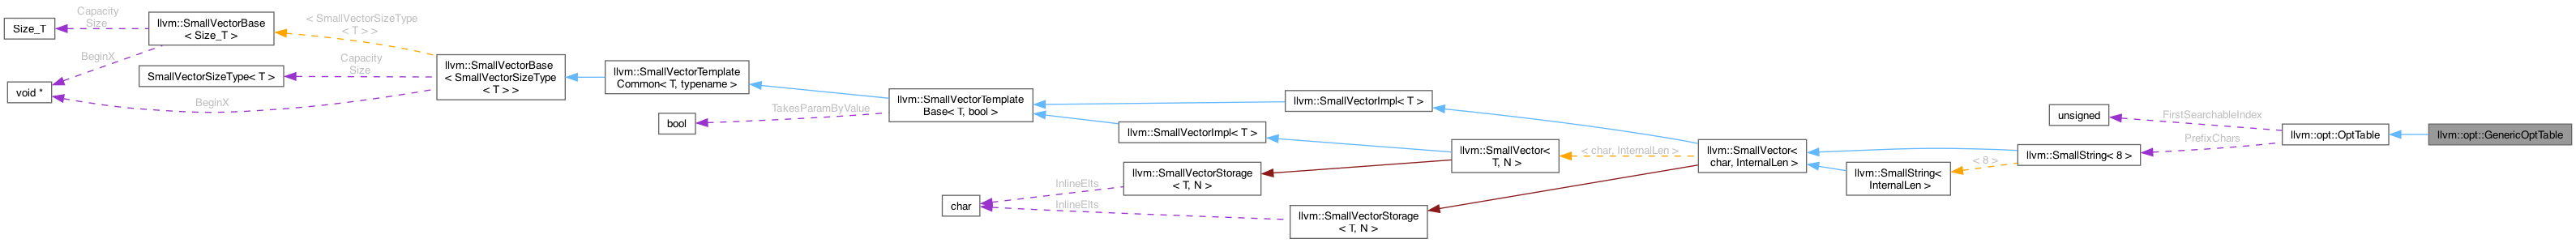 Size_T
void *
Capacity
Size
BeginX
llvm::SmallVectorBase
< Size_T >
SmallVectorSizeType< T >
< SmallVectorSizeType
< T > >
Capacity
Size
BeginX
llvm::SmallVectorBase
< SmallVectorSizeType
< T > >
llvm::SmallVectorTemplate
Common< T, typename >
bool
TakesParamByValue
llvm::SmallVectorTemplate
Base< T, bool >
char
InlineElts
InlineElts
llvm::SmallVectorImpl< T >
llvm::SmallVectorImpl< T >
llvm::SmallVectorStorage
< T, N >
llvm::SmallVectorStorage
< T, N >
llvm::SmallVector<
T, N >
< char, InternalLen >
llvm::SmallVector<
char, InternalLen >
llvm::SmallString<
InternalLen >
< 8 >
llvm::SmallString< 8 >
unsigned
FirstSearchableIndex
PrefixChars
llvm::opt::OptTable
llvm::opt::GenericOptTable